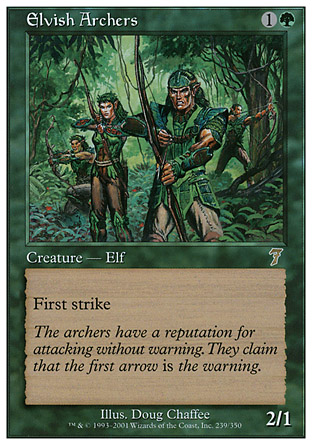 Elvish Archers 1
Creature — Elf
7
First strike
The archers have a reputation for
attacking without warning. They claim
that the first arrow is the warning.
Illus. Doug Chaffee
™ & © 1993-2001 Wizards of the Coast, Inc. 239/350
2/1